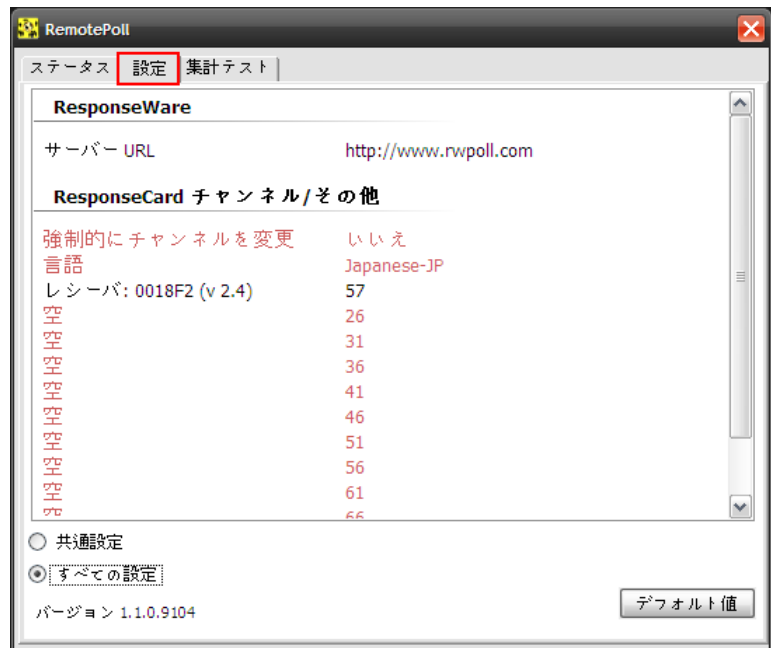 RemotePoll
ステータス 設定 集計テスト
ResponseWare
サーバー URL http://www.rwpoll.com
ResponseCard チャンネル/その他
強制的にチャンネルを変更 いいえ
言語 Japanese-JP
レシーバ: 0018F2 (v 2.4) 57
空 26
空 31
空 36
空 41
空 46
空 51
空 56
空 61
空 66
共通設定
すべての設定
バージョン 1.1.0.9104 デフォルト値